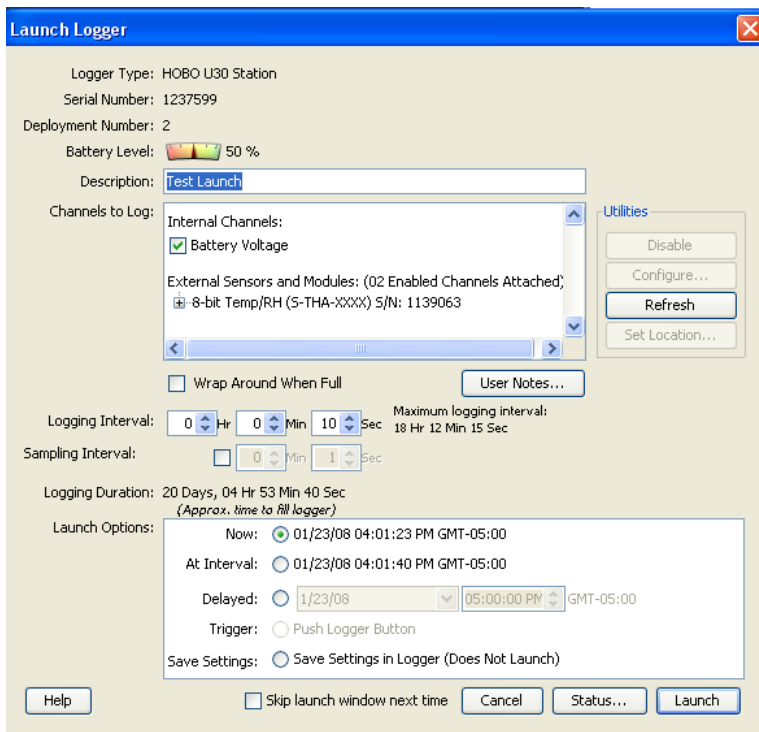 Launch Logger
Logger Type: HOBO U30 Station
Serial Number: 1237599
Deployment Number: 2
Battery Level: 50 %
Description: Test Launch
Channels to Log:
Internal Channels:
Battery Voltage
External Sensors and Modules: (02 Enabled Channels Attached)
8-bit Temp/RH (S-THA-XXXX) S/N: 1139063
Utilities
Disable
Configure...
Refresh
Set Location...
Wrap Around When Full
User Notes...
Logging Interval: 0 Hr 0 Min 10 Sec
Maximum logging interval:
18 Hr 12 Min 15 Sec
Sampling Interval: 0 Min 1 Sec
Logging Duration: 20 Days, 04 Hr 53 Min 40 Sec
(Approx. time to fill logger)
Launch Options:
Now: 01/23/08 04:01:23 PM GMT-05:00
At Interval: 01/23/08 04:01:40 PM GMT-05:00
Delayed: 1/23/08 05:00:00 PM GMT-05:00
Trigger: Push Logger Button
Save Settings: Save Settings in Logger (Does Not Launch)
Help
Skip launch window next time
Cancel
Status...
Launch